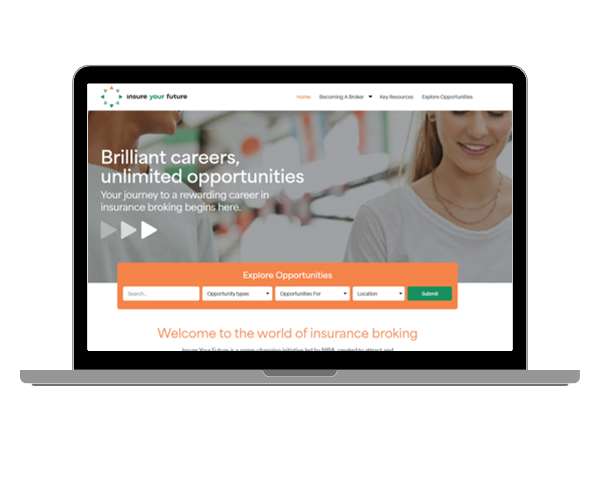 insure your future
Home Becoming A Broker Key Resources Explore Opportunities
Brilliant careers,
unlimited opportunities
Your journey to a rewarding career in
insurance broking begins here.
Explore Opportunities
Search... Opportunity types Opportunities For Location Submit
Welcome to the world of insurance broking
Insure Your Future is a game-changing initiative led by NIBA, created to attract and